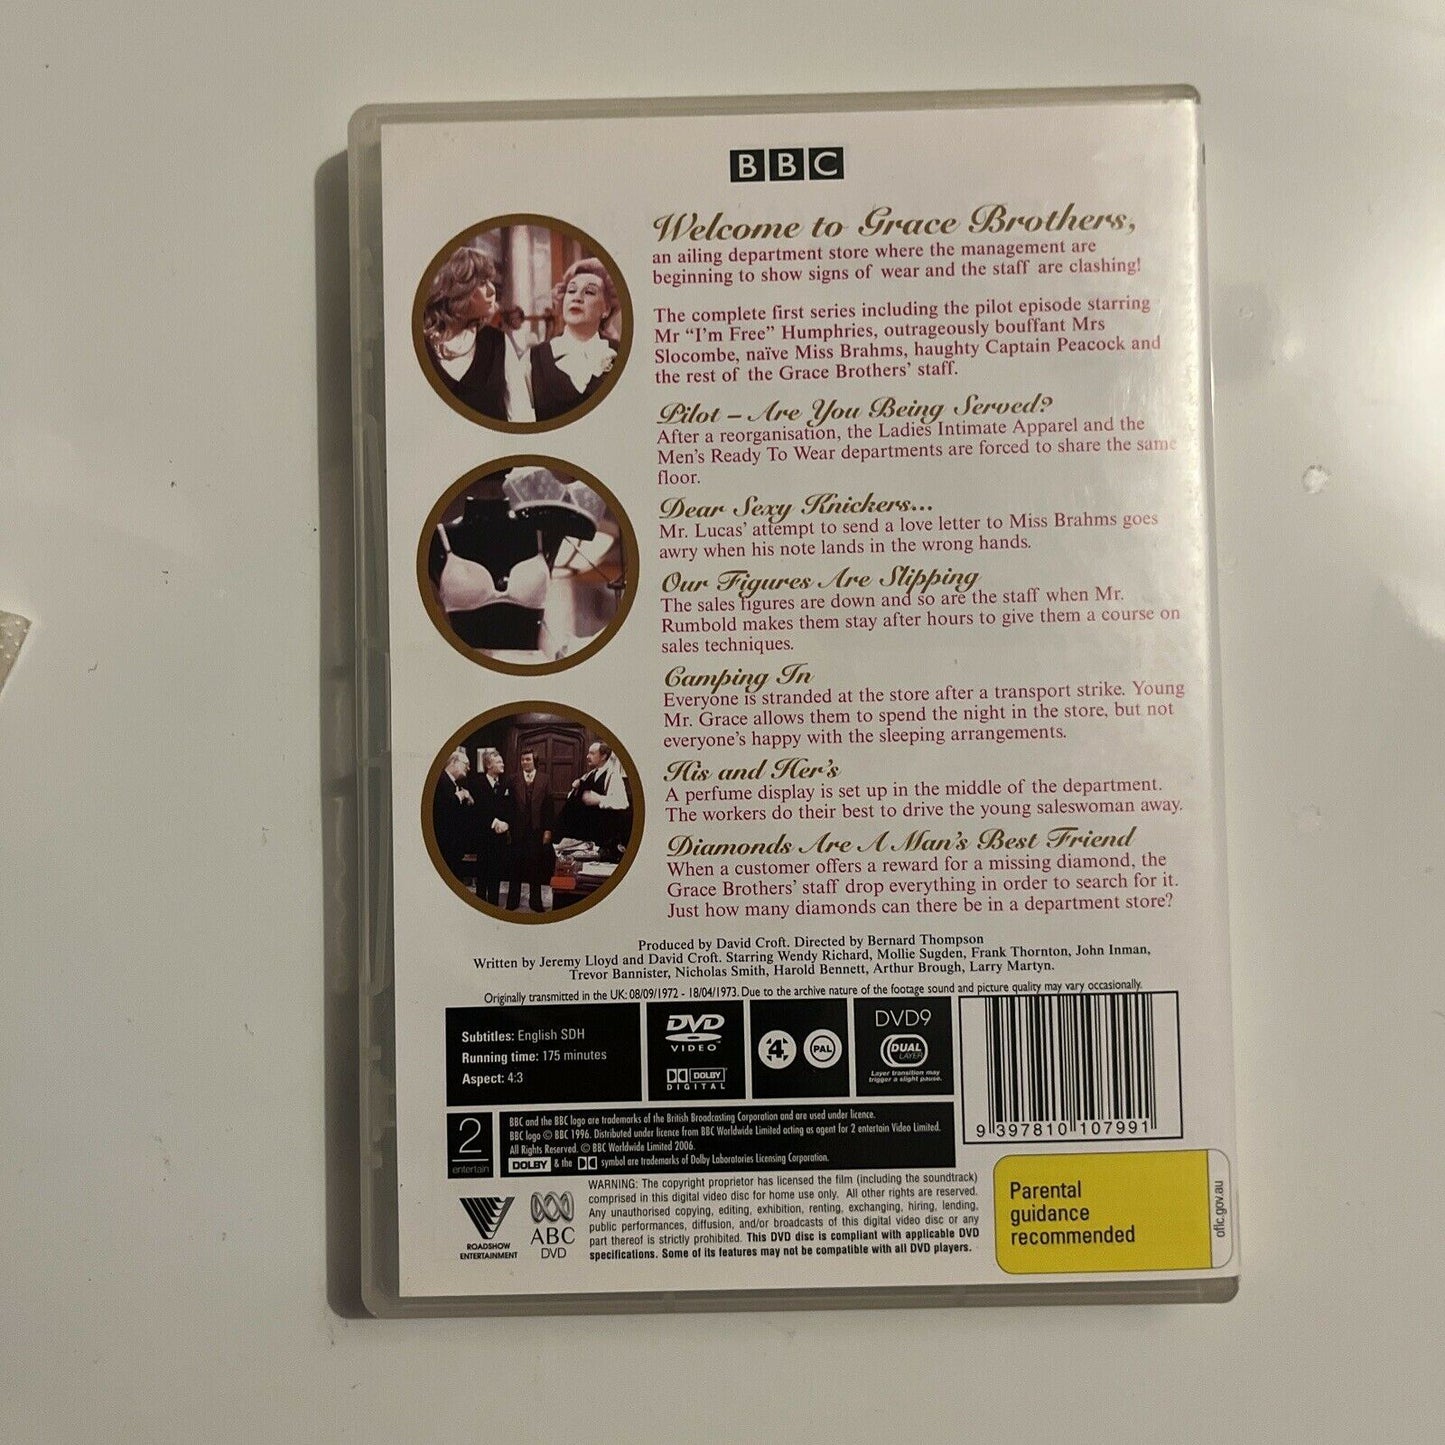 BBC
Welcome to Grace Brothers,
an ailing department store where the management are
beginning to show signs of wear and the staff are clashing!
The complete first series including the pilot episode starring
Mr “I’m Free” Humphries, outrageously bouffant Mrs
Slocombe, naïve Miss Brahms, haughty Captain Peacock and
the rest of the Grace Brothers’ staff.
Pilot – Are You Being Served?
After a reorganisation, the Ladies Intimate Apparel and the
Men’s Ready To Wear departments are forced to share the same
floor.
Dear Sexy Knickers...
Mr. Lucas’ attempt to send a love letter to Miss Brahms goes
awry when his note lands in the wrong hands.
Our Figures Are Slipping
The sales figures are down and so are the staff when Mr.
Rumbold makes them stay after hours to give them a course on
sales techniques.
Camping In
Everyone is stranded at the store after a transport strike. Young
Mr. Grace allows them to spend the night in the store, but not
everyone’s happy with the sleeping arrangements.
His and Her’s
A perfume display is set up in the middle of the department.
The workers do their best to drive the young saleswoman away.
Diamonds Are A Man’s Best Friend
When a customer offers a reward for a missing diamond, the
Grace Brothers’ staff drop everything in order to search for it.
Just how many diamonds can there be in a department store?
Produced by David Croft. Directed by Bernard Thompson
Written by Jeremy Lloyd and David Croft. Starring Wendy Richard, Mollie Sugden, Frank Thornton, John Inman,
Trevor Bannister, Nicholas Smith, Harold Bennett, Arthur Brough, Larry Martyn.
Originally transmitted in the UK: 08/09/1972 - 18/04/1973. Due to the archive nature of the footage sound and picture quality may vary occasionally.
Subtitles: English SDH
Running time: 175 minutes
Aspect: 4:3
DVD
VIDEO™
DOLBY
DIGITAL
4
PAL
DVD9
DUAL
LAYER
Layer transition may
trigger a slight pause.
9 397810 107991
2
entertain
BBC and the BBC logo are trademarks of the British Broadcasting Corporation and are used under licence.
BBC logo © BBC 1996. Distributed under licence from BBC Worldwide Limited acting as agent for 2 entertain Video Limited.
All Rights Reserved. © BBC Worldwide Limited 2006.
DOLBY & the symbol are trademarks of Dolby Laboratories Licensing Corporation.
ROADSHOW
ENTERTAINMENT
ABC
DVD
WARNING: The copyright proprietor has licensed the film (including the soundtrack)
comprised in this digital video disc for home use only. All other rights are reserved.
Any unauthorised copying, editing, exhibition, renting, exchanging, hiring, lending,
public performances, diffusion, and/or broadcasts of this digital video disc or any
part thereof is strictly prohibited. This DVD disc is compliant with applicable DVD
specifications. Some of its features may not be compatible with all DVD players.
Parental
guidance
recommended
oflc.gov.au